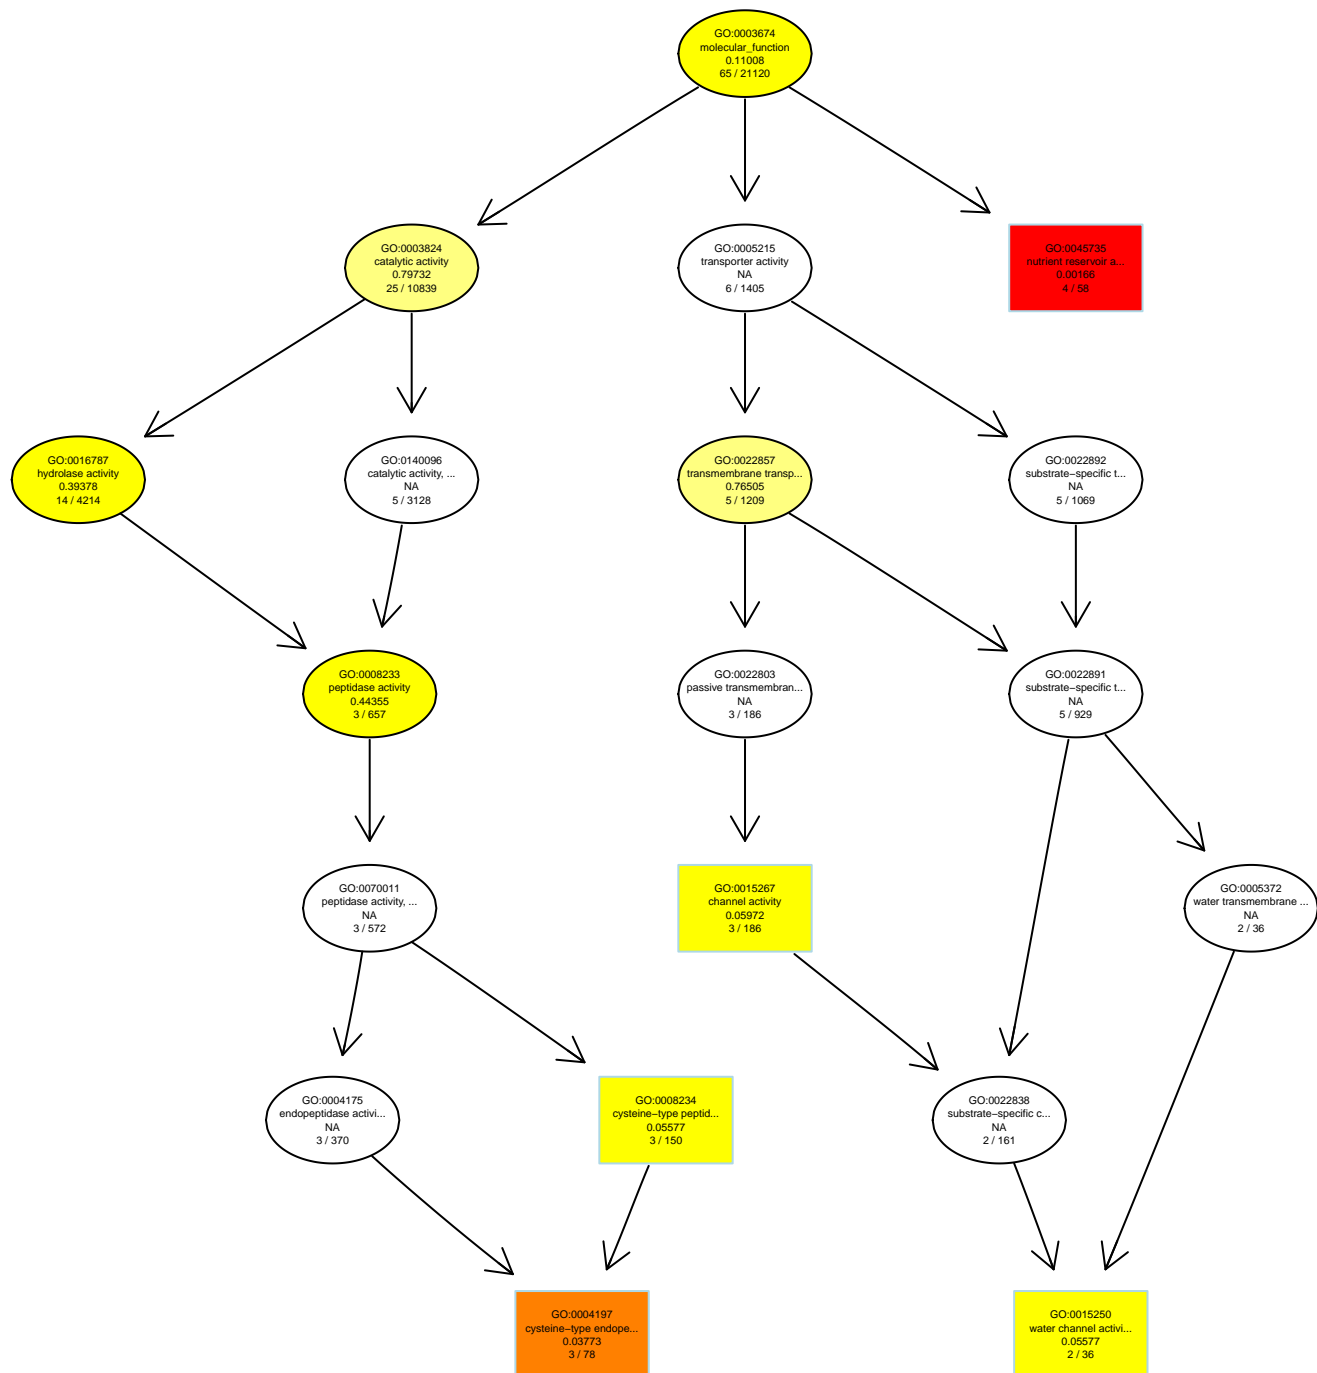 GO:0003674
molecular_function
0.11008
65 / 21120
GO:0003824
catalytic activity
0.79732
25 / 10839
GO:0005215
transporter activity
NA
6 / 1405
GO:0045735
nutrient reservoir a...
0.00166
4 / 58
GO:0016787
hydrolase activity
0.39378
14 / 4214
GO:0140096
catalytic activity, ...
NA
5 / 3128
GO:0022857
transmembrane transp...
0.76505
5 / 1209
GO:0022892
substrate−specific t...
NA
5 / 1069
GO:0008233
peptidase activity
0.44355
3 / 657
GO:0022803
passive transmembran...
NA
3 / 186
GO:0022891
substrate−specific t...
NA
5 / 929
GO:0070011
peptidase activity, ...
NA
3 / 572
GO:0015267
channel activity
0.05972
3 / 186
GO:0005372
water transmembrane ...
NA
2 / 36
GO:0004175
endopeptidase activi...
NA
3 / 370
GO:0008234
cysteine−type peptid...
0.05577
3 / 150
GO:0022838
substrate−specific c...
NA
2 / 161
GO:0004197
cysteine−type endope...
0.03773
3 / 78
GO:0015250
water channel activi...
0.05577
2 / 36